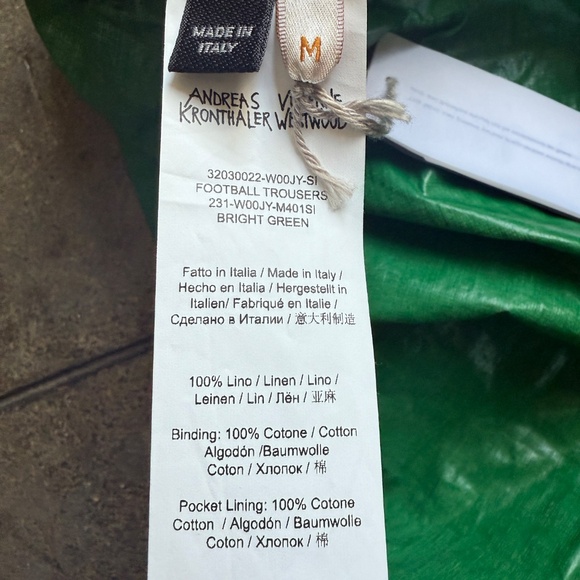 MADE IN
ITALY
M
ANDREAS
KRONTHALER WESTWOOD
32030022-W00JY-SI
FOOTBALL TROUSERS
231-W00JY-M401SI
BRIGHT GREEN
Fatto in Italia / Made in Italy /
Hecho en Italia / Hergestellt in
Italien/ Fabriqué en Italie /
Сделано в Италии / 意大利制造
100% Lino / Linen / Lino /
Leinen / Lin / Лён / 亚麻
Binding: 100% Cotone / Cotton
Algodón /Baumwolle
Coton / Хлопок / 棉
Pocket Lining: 100% Cotone
Cotton / Algodón / Baumwolle
Coton / Хлопок / 棉